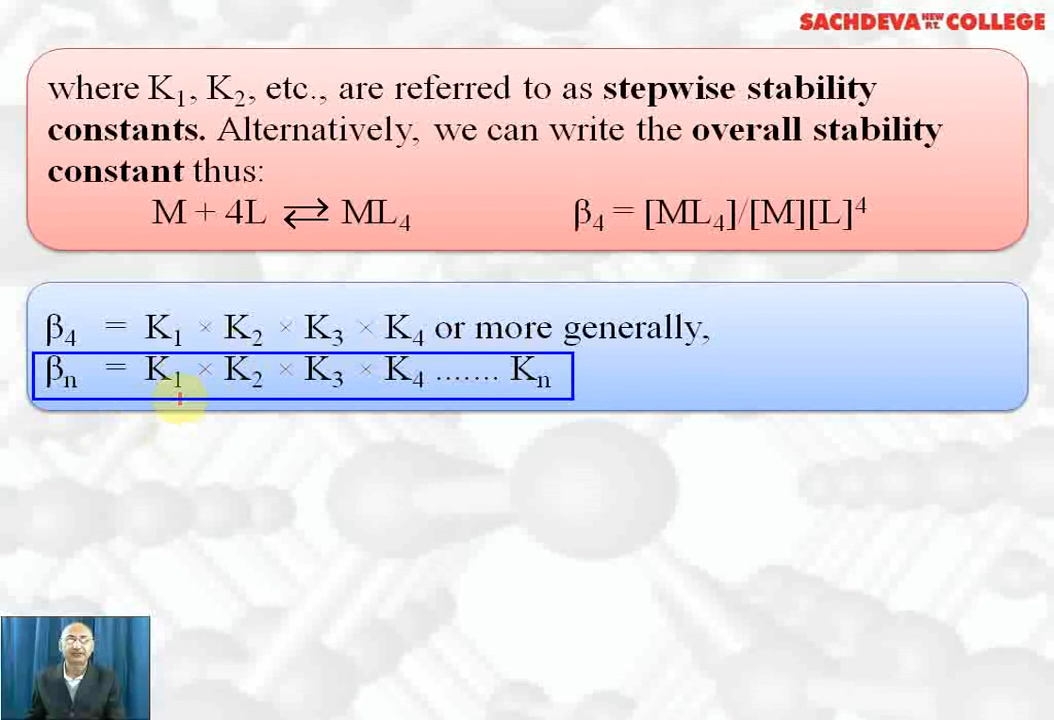 SACHDEVA NEW P.T. COLLEGE
where K₁, K₂, etc., are referred to as stepwise stability
constants. Alternatively, we can write the overall stability
constant thus:
M + 4L ⇄ ML₄ β₄ = [ML₄]/[M][L]⁴
β₄ = K₁ × K₂ × K₃ × K₄ or more generally,
βₙ = K₁ × K₂ × K₃ × K₄ ....... Kₙ